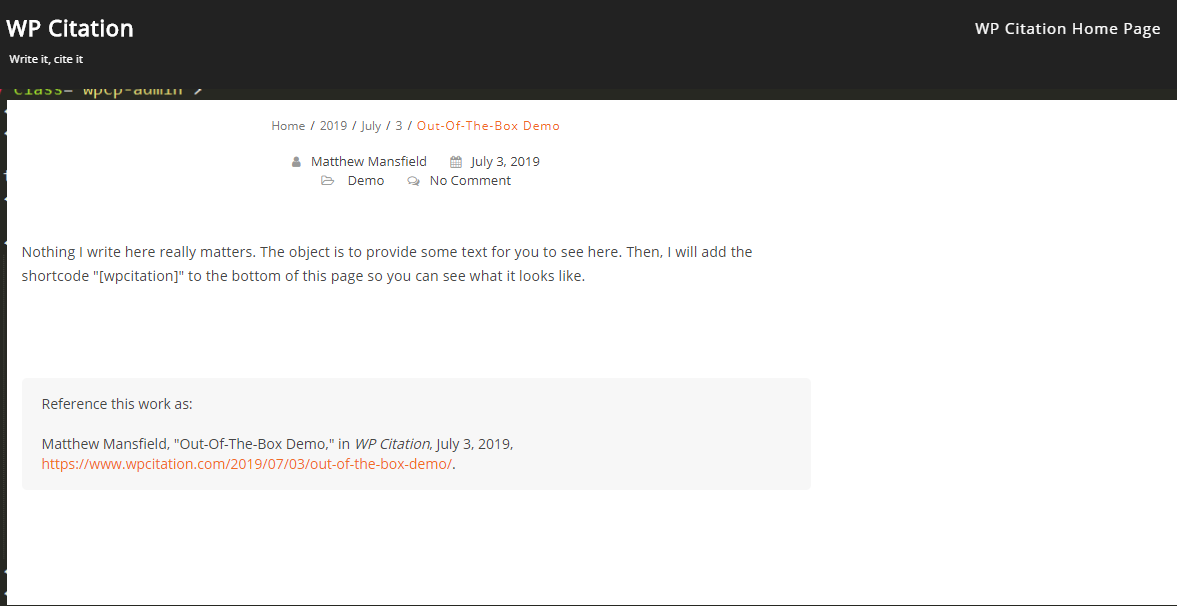 WP Citation
WP Citation Home Page
Write it, cite it
class="wpcp-admin">
Home / 2019 / July / 3 / Out-Of-The-Box Demo
Matthew Mansfield July 3, 2019
Demo No Comment
Nothing I write here really matters. The object is to provide some text for you to see here. Then, I will add the
shortcode "[wpcitation]" to the bottom of this page so you can see what it looks like.
Reference this work as:
Matthew Mansfield, "Out-Of-The-Box Demo," in WP Citation, July 3, 2019,
https://www.wpcitation.com/2019/07/03/out-of-the-box-demo/.